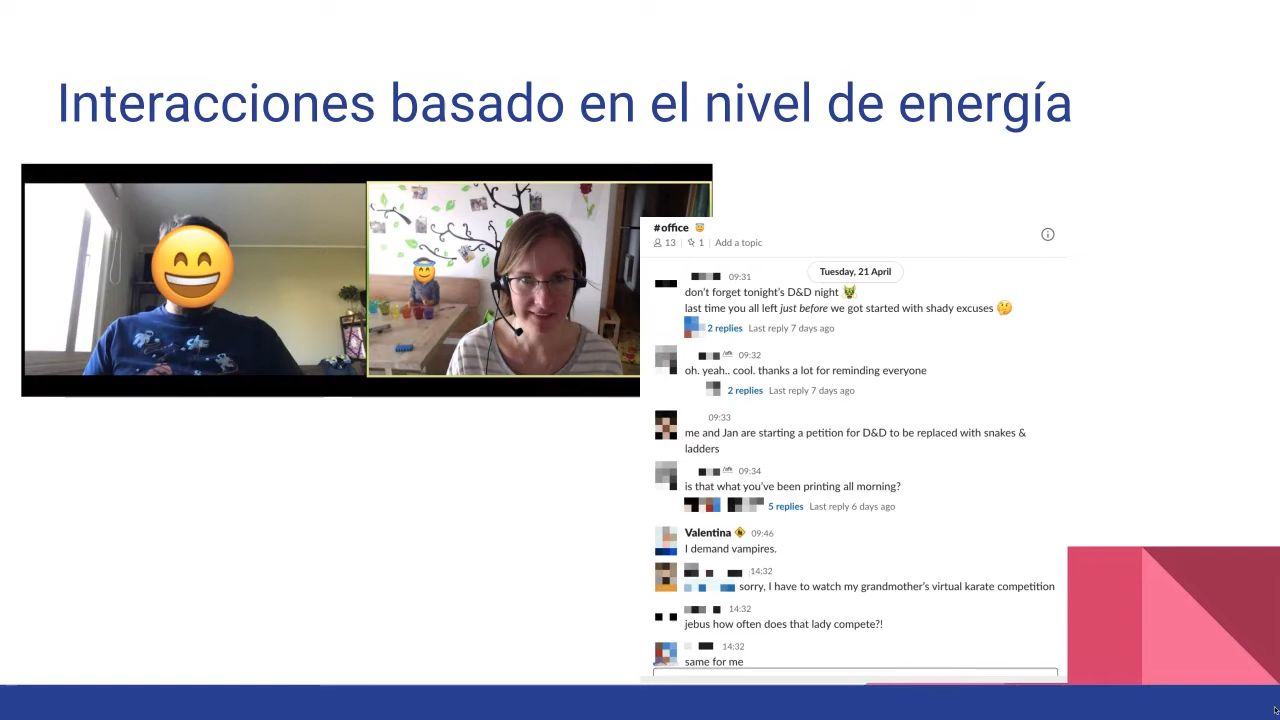 Interacciones basado en el nivel de energía
#office
13 | 1 | Add a topic
Tuesday, 21 April
09:31
don't forget tonight's D&D night
last time you all left just before we got started with shady excuses
2 replies Last reply 7 days ago
09:32
oh. yeah.. cool. thanks a lot for reminding everyone
2 replies Last reply 7 days ago
09:33
me and Jan are starting a petition for D&D to be replaced with snakes &
ladders
09:34
is that what you've been printing all morning?
5 replies Last reply 6 days ago
Valentina 09:46
I demand vampires.
14:32
sorry, I have to watch my grandmother's virtual karate competition
14:32
jebus how often does that lady compete?!
14:32
same for me